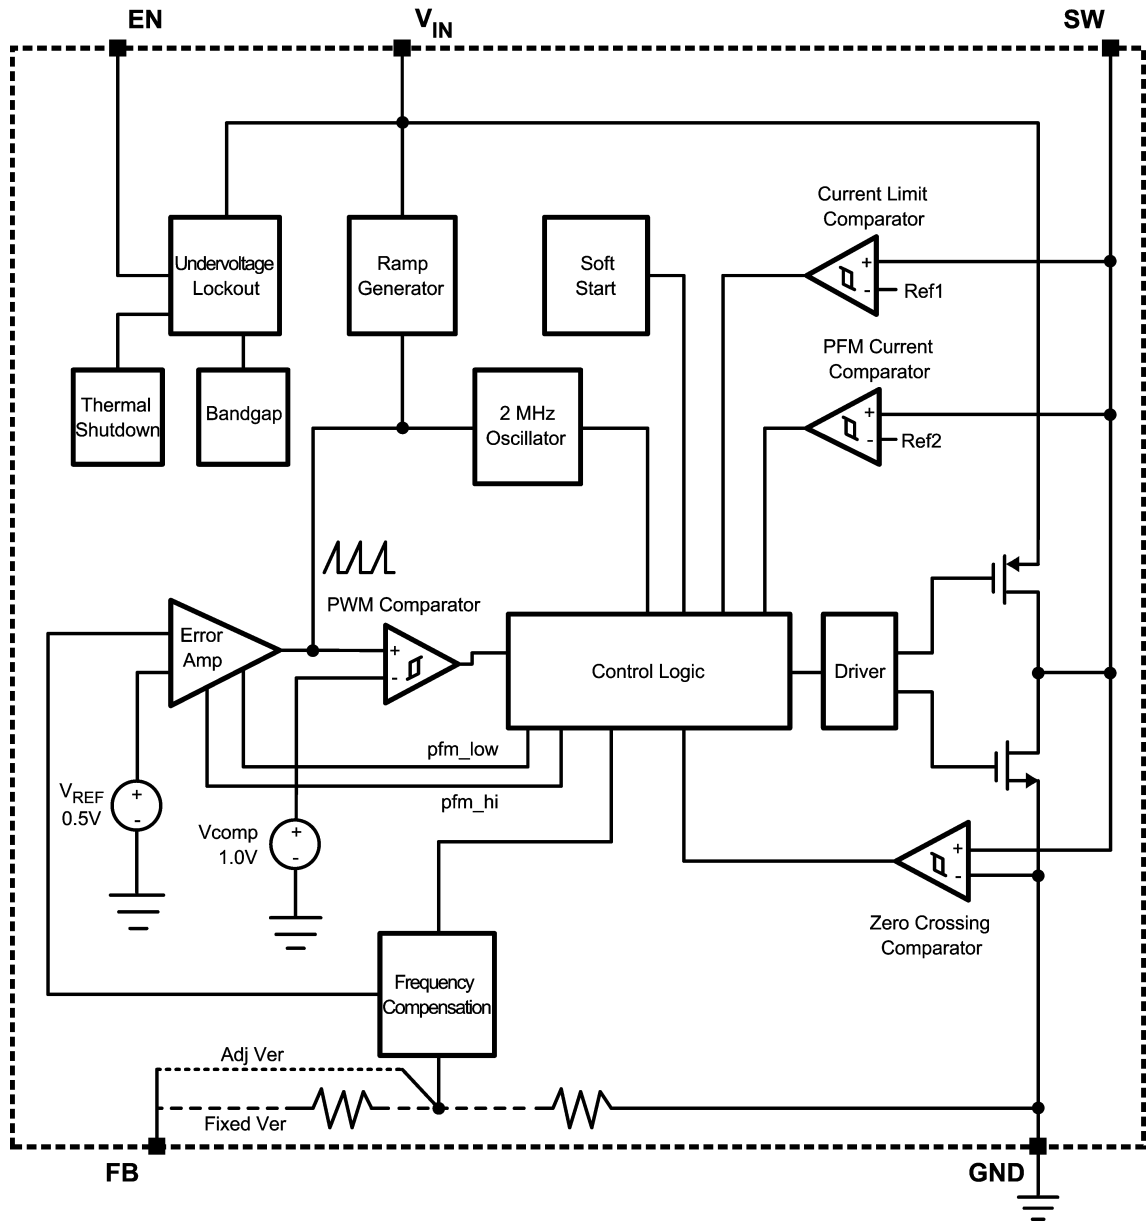 EN
VIN
SW
Current Limit
Comparator
Undervoltage
Lockout
Ramp
Generator
Soft
Start
+
-
Ref1
PFM Current
Comparator
Thermal
Shutdown
Bandgap
2 MHz
Oscillator
+
-
Ref2
PWM Comparator
Error
Amp
+
-
Control Logic
Driver
pfm_low
pfm_hi
VREF
0.5V
+
-
Vcomp
1.0V
+
-
+
-
Zero Crossing
Comparator
Frequency
Compensation
Adj Ver
Fixed Ver
FB
GND